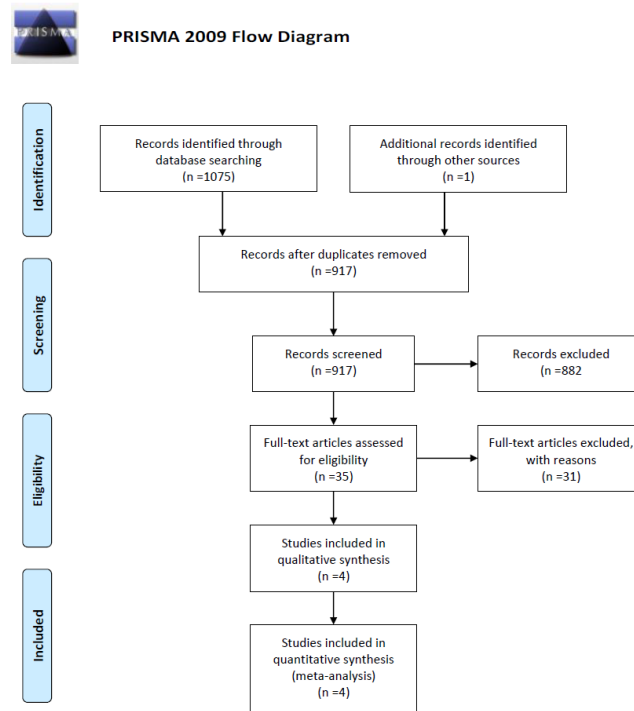 PRISMA
PRISMA 2009 Flow Diagram
Identification
Records identified through
database searching
(n =1075)
Additional records identified
through other sources
(n =1)
Records after duplicates removed
(n =917)
Screening
Records screened
(n =917)
Records excluded
(n =882
Eligibility
Full-text articles assessed
for eligibility
(n =35)
Full-text articles excluded,
with reasons
(n =31)
Studies included in
qualitative synthesis
(n =4)
Included
Studies included in
quantitative synthesis
(meta-analysis)
(n =4)